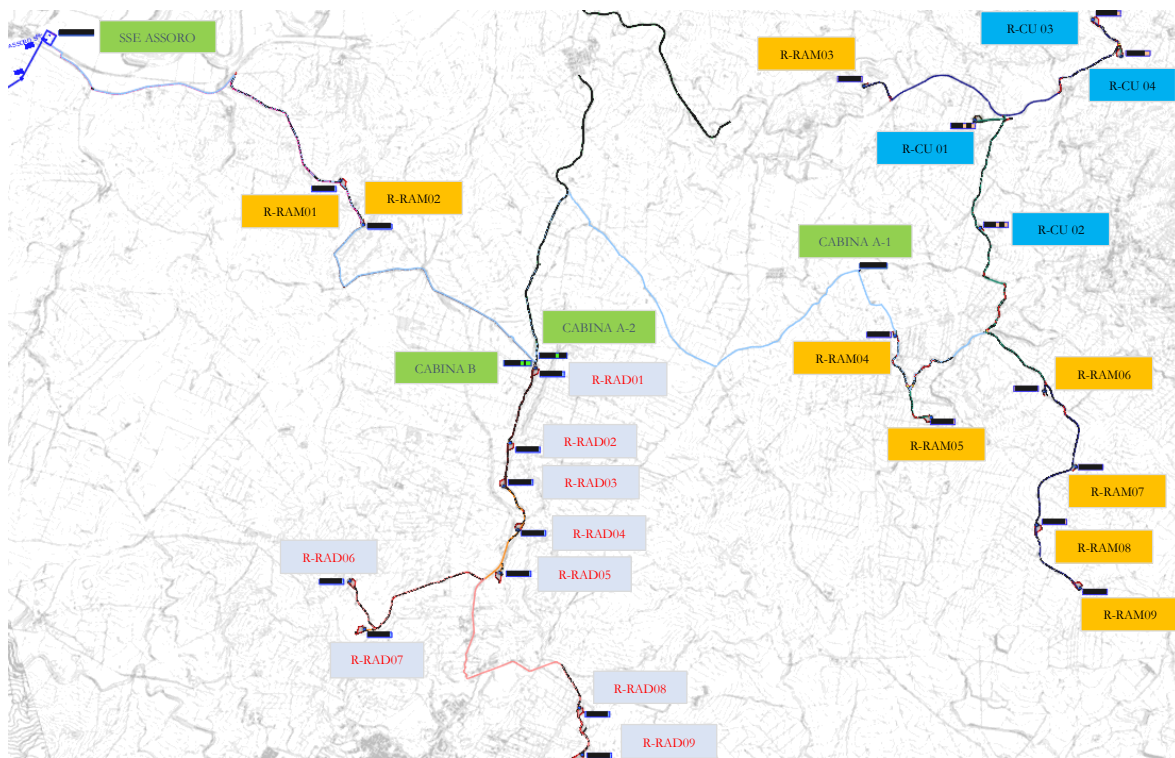 SSE ASSORO
R-CU 03
R-RAM03
R-CU 04
R-CU 01
R-RAM02
R-RAM01
R-CU 02
CABINA A-1
CABINA A-2
R-RAM04
CABINA B
R-RAD01
R-RAM06
R-RAD02
R-RAM05
R-RAD03
R-RAM07
R-RAD04
R-RAM08
R-RAD06
R-RAD05
R-RAM09
R-RAD07
R-RAD08
R-RAD09